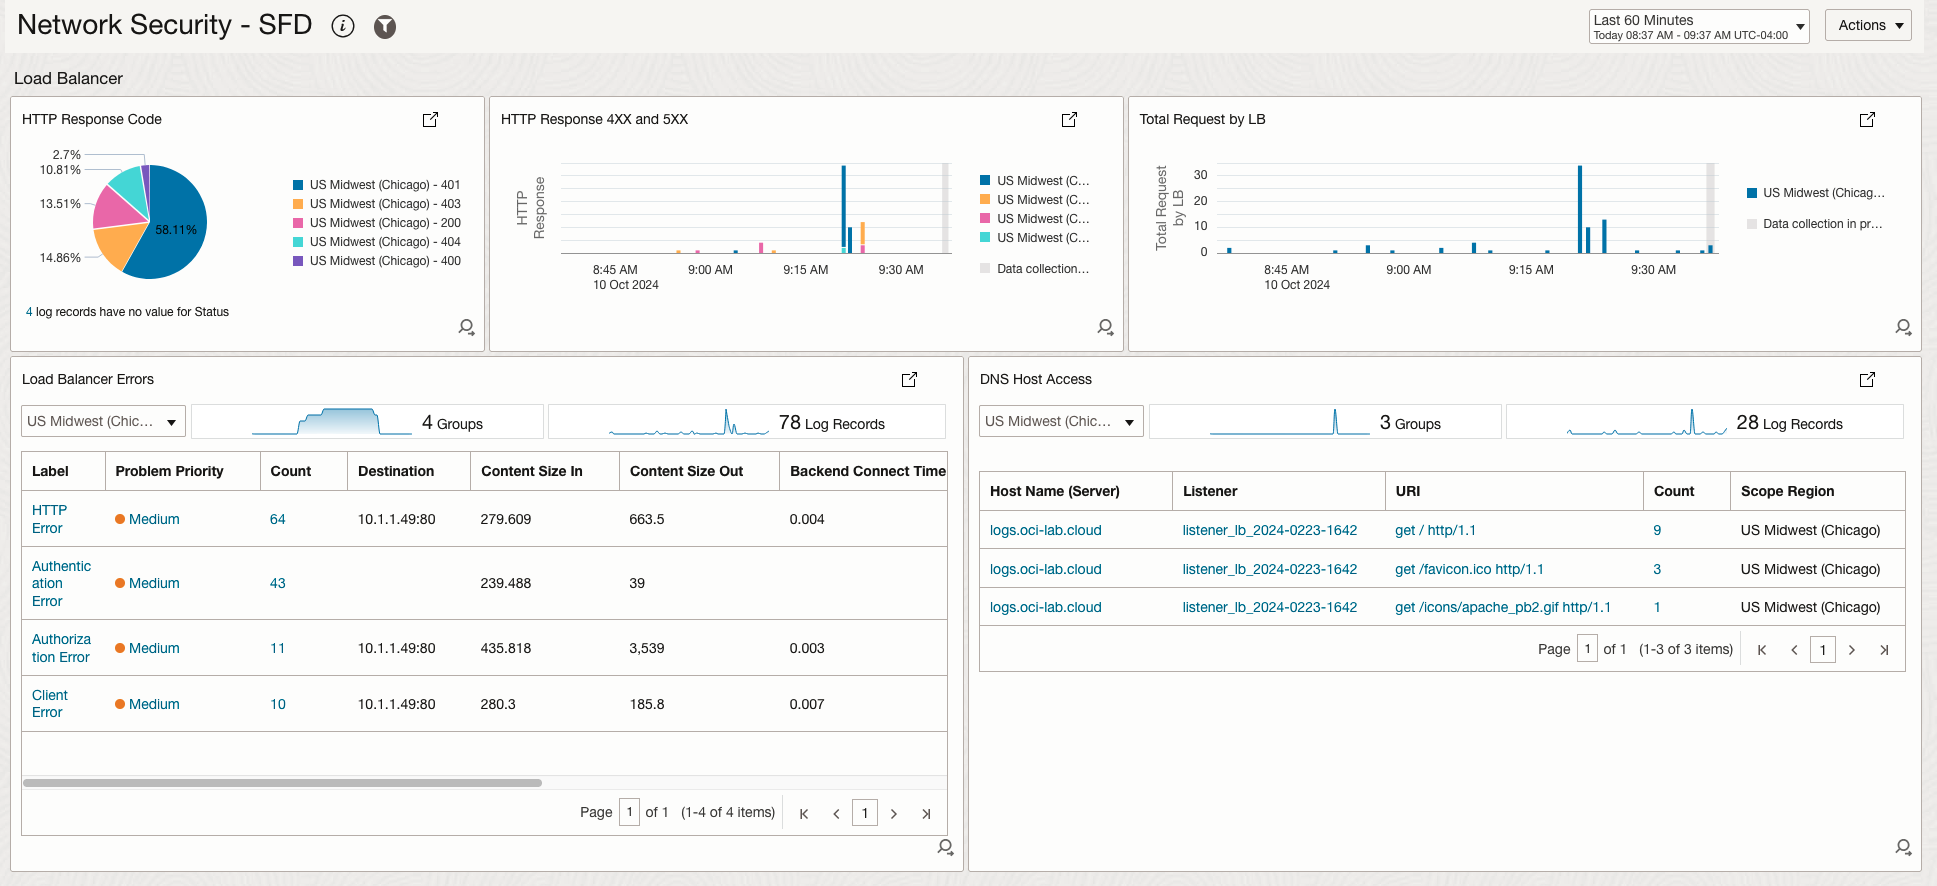 Network Security - SFD
Last 60 Minutes
Today 08:37 AM - 09:37 AM UTC-04:00
Actions
Load Balancer
HTTP Response Code
2.7%
10.81%
13.51%
14.86%
58.11%
US Midwest (Chicago) - 401
US Midwest (Chicago) - 403
US Midwest (Chicago) - 200
US Midwest (Chicago) - 404
US Midwest (Chicago) - 400
4 log records have no value for Status
HTTP Response 4XX and 5XX
HTTP
Response
8:45 AM
9:00 AM
9:15 AM
9:30 AM
10 Oct 2024
US Midwest (C...
US Midwest (C...
US Midwest (C...
US Midwest (C...
Data collection...
Total Request by LB
Total Request
by LB
30
20
10
0
8:45 AM
9:00 AM
9:15 AM
9:30 AM
10 Oct 2024
US Midwest (Chicag...
Data collection in pr...
Load Balancer Errors
US Midwest (Chic...
4 Groups
78 Log Records
Label Problem Priority Count Destination Content Size In Content Size Out Backend Connect Time
HTTP
Error
Medium 64 10.1.1.49:80 279.609 663.5 0.004
Authentic
ation
Error
Medium 43 239.488 39
Authoriza
tion Error
Medium 11 10.1.1.49:80 435.818 3,539 0.003
Client
Error
Medium 10 10.1.1.49:80 280.3 185.8 0.007
Page 1 of 1 (1-4 of 4 items) 1
DNS Host Access
US Midwest (Chic...
3 Groups
28 Log Records
Host Name (Server) Listener URI Count Scope Region
logs.oci-lab.cloud listener_lb_2024-0223-1642 get / http/1.1 9 US Midwest (Chicago)
logs.oci-lab.cloud listener_lb_2024-0223-1642 get /favicon.ico http/1.1 3 US Midwest (Chicago)
logs.oci-lab.cloud listener_lb_2024-0223-1642 get /icons/apache_pb2.gif http/1.1 1 US Midwest (Chicago)
Page 1 of 1 (1-3 of 3 items) 1